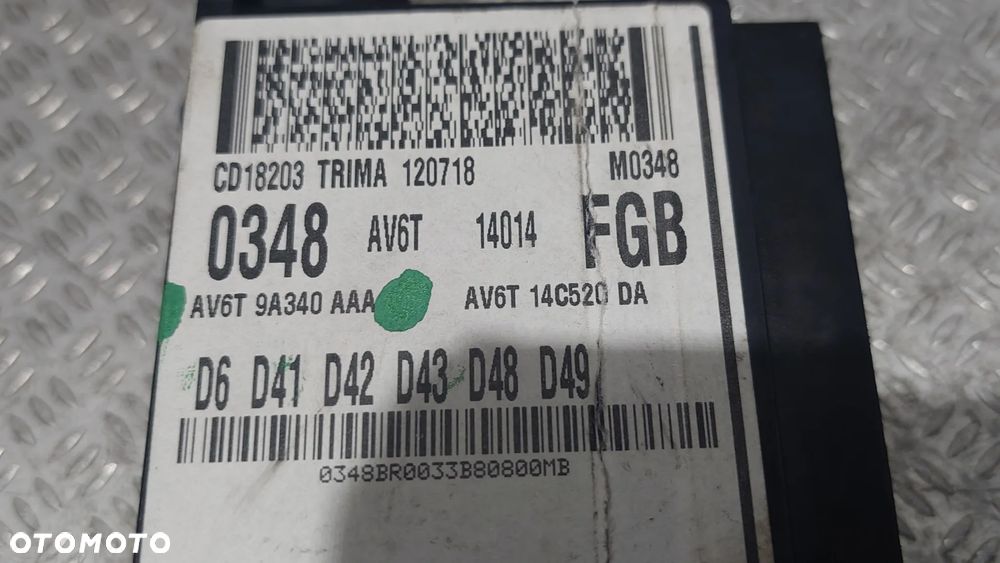 CD18203 TRIMA 120718 M0348
0348 AV6T 14014 FGB
AV6T 9A340 AAA AV6T 14C520 DA
D6 D41 D42 D43 D48 D49
0348BR0033B80800MB
OTOMOTO